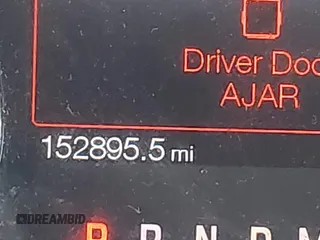 Driver Doo
AJAR
152895.5 mi
P R N D M
DREAMBID